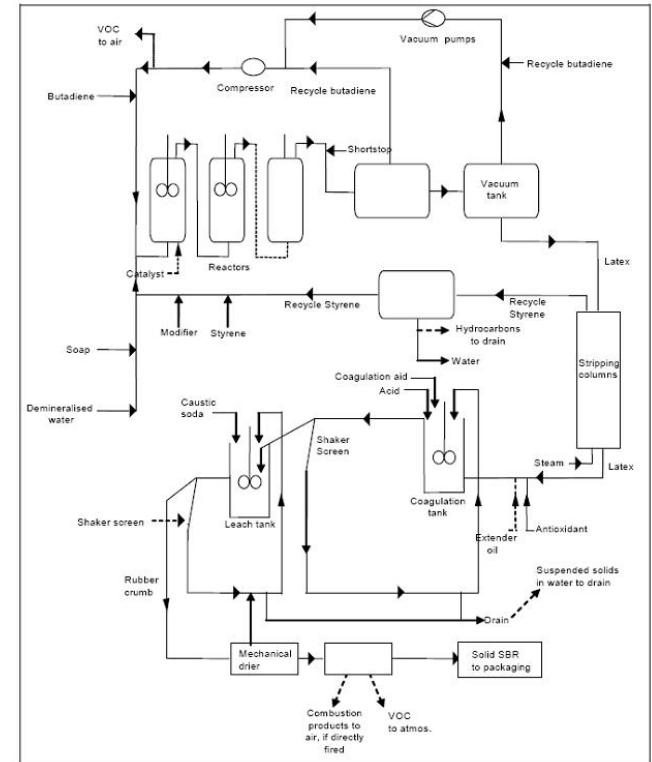 VOC
to air
Vacuum pumps
Recycle butadiene
Compressor
Recycle butadiene
Butadiene
Shortstop
Vacuum
tank
Reactors
Catalyst
Latex
Recycle Styrene
Recycle
Styrene
Modifier
Styrene
Hydrocarbons
to drain
Water
Soap
Stripping
columns
Demineralised
water
Coagulation aid
Acid
Caustic
soda
Shaker
Screen
Steam
Latex
Coagulation
tank
Leach tank
Shaker screen
Extender
oil
Antioxidant
Suspended solids
in water to drain
Rubber
crumb
Drain
Mechanical
drier
Solid SBR
to packaging
Combustion
products to
air, if directly
fired
VOC
to atmos.